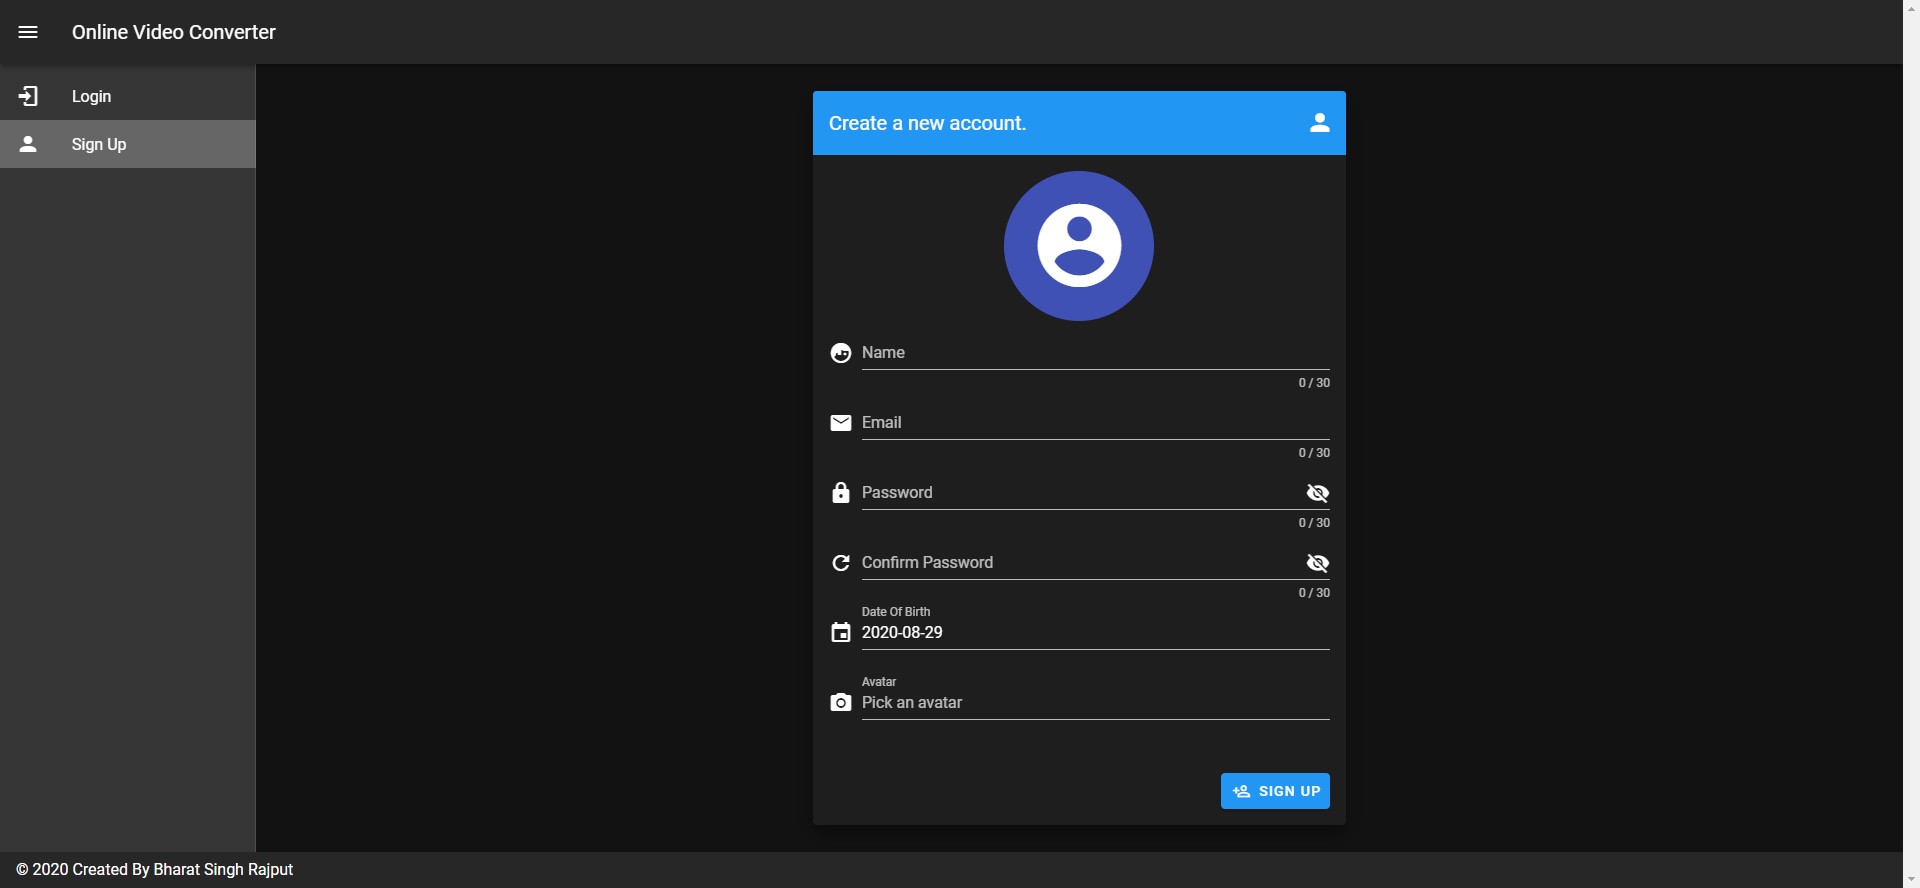 Online Video Converter
Login
Sign Up
Create a new account.
Name
0 / 30
Email
0 / 30
Password
0 / 30
Confirm Password
0 / 30
Date Of Birth
2020-08-29
Avatar
Pick an avatar
SIGN UP
© 2020 Created By Bharat Singh Rajput